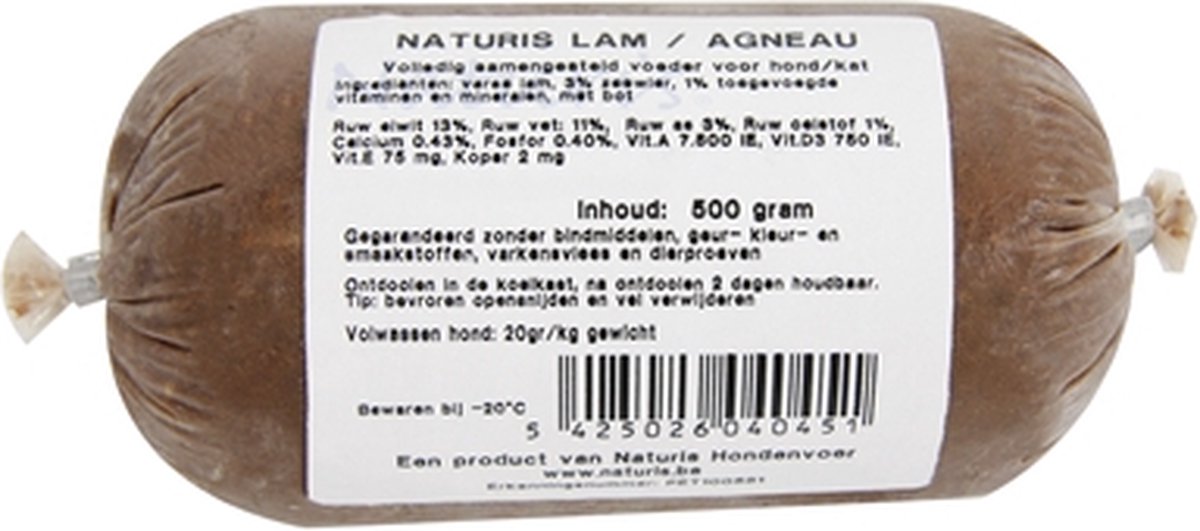 NATURIS LAM / AGNEAU
Volledig samengesteld voeder voor hond/kat
Ingredienten: varse lam, 3% zeewier, 1% toegevoegde
vitaminen en mineralen, met bot
Ruw eiwit 13%, Ruw vet: 11%, Ruw as 3%, Ruw celstof 1%,
Calcium 0.43%, Fosfor 0.40%, Vit.A 7.500 IE, Vit.D3 750 IE,
Vit.E 75 mg, Koper 2 mg
Inhoud: 500 gram
Gegarandeerd zonder bindmiddelen, geur- kleur- en
smaakstoffen, varkensvlees en dierproeven
Ontdooien in de koelkast, na ontdooien 2 dagen houdbaar.
Tip: bevroren opensnijden en vel verwijderen
Volwassen hond: 20gr/kg gewicht
Bewaren bij -20°C
5 425026 040451
Een product van Naturis Hondenvoer
www.naturis.be
Erkenningsnummer: